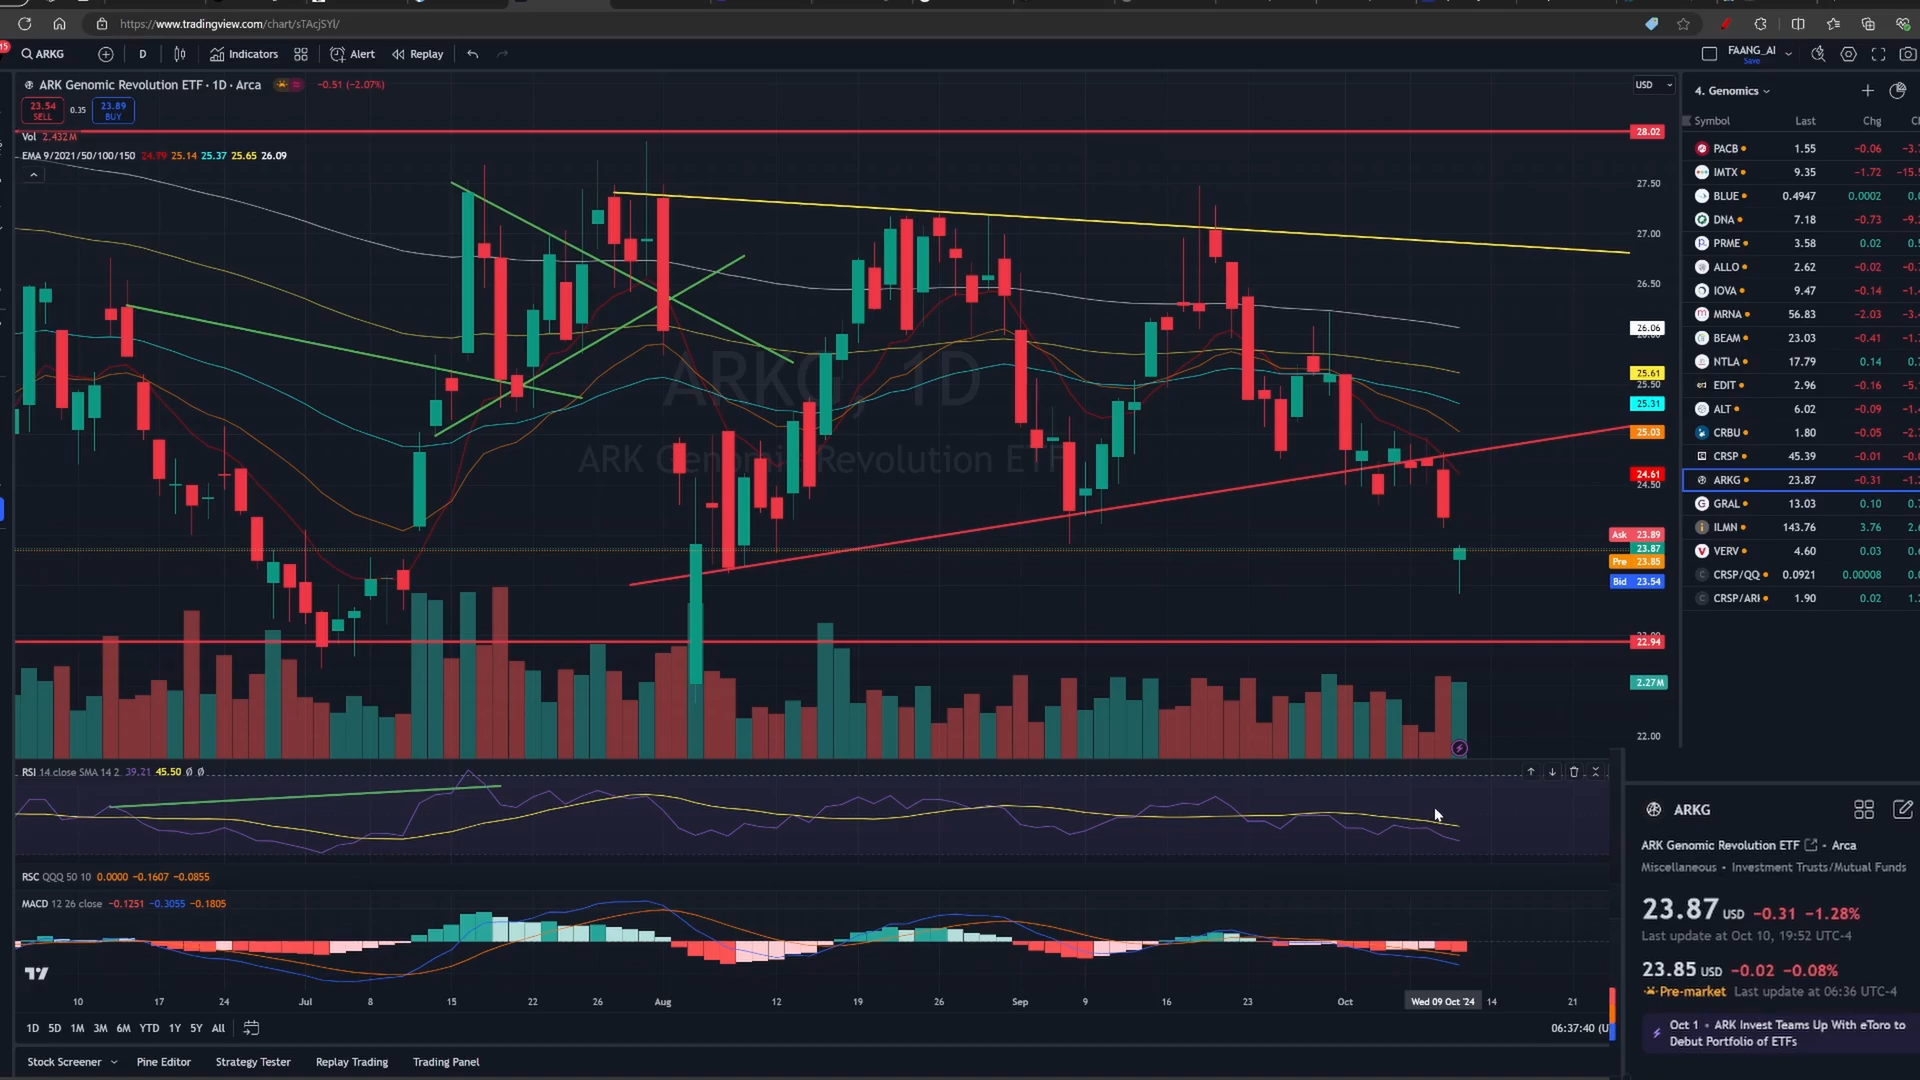 https://www.tradingview.com/chart/sTAcjSYl/
15
ARKG D Indicators Alert Replay FAANG_AI
Save
ARK Genomic Revolution ETF · 1D · Arca −0.51 (−2.07%) USD
23.54 SELL 0.35 23.89 BUY
Vol 2.432M
EMA 9/2021/50/100/150 24.79 25.14 25.37 25.65 26.09
ARKG, 1D
ARK Genomic Revolution ETF
28.02
27.50
27.00
26.50
26.06
25.61
25.50
25.31
25.03
24.61
24.50
Ask 23.89
23.87
Pre 23.85
Bid 23.54
22.94
2.27M
22.00
RSI 14 close SMA 14 2 39.21 45.50 Ø Ø
RSC QQQ 50 10 0.0000 −0.1607 −0.0855
MACD 12 26 close −0.1251 −0.3055 −0.1805
10 17 24 Jul 8 15 22 26 Aug 12 19 26 Sep 9 16 23 Oct Wed 09 Oct '24 14 21
1D 5D 1M 3M 6M YTD 1Y 5Y All 06:37:40 (U
Stock Screener Pine Editor Strategy Tester Replay Trading Trading Panel
4. Genomics
Symbol Last Chg
PACB 1.55 −0.06
IMTX 9.35 −1.72
BLUE 0.4947 0.0002
DNA 7.18 −0.73
PRME 3.58 0.02
ALLO 2.62 −0.02
IOVA 9.47 −0.14
MRNA 56.83 −2.03
BEAM 23.03 −0.41
NTLA 17.79 0.14
EDIT 2.96 −0.16
ALT 6.02 −0.09
CRBU 1.80 −0.05
CRSP 45.39 −0.01
ARKG 23.87 −0.31
GRAL 13.03 0.10
ILMN 143.76 3.76
VERV 4.60 0.03
CRSP/QQ 0.0921 0.00008
CRSP/ARK 1.90 0.02
ARKG
ARK Genomic Revolution ETF · Arca
Miscellaneous · Investment Trusts/Mutual Funds
23.87 USD −0.31 −1.28%
Last update at Oct 10, 19:52 UTC-4
23.85 USD −0.02 −0.08%
Pre-market Last update at 06:36 UTC-4
Oct 1 · ARK Invest Teams Up With eToro to
Debut Portfolio of ETFs